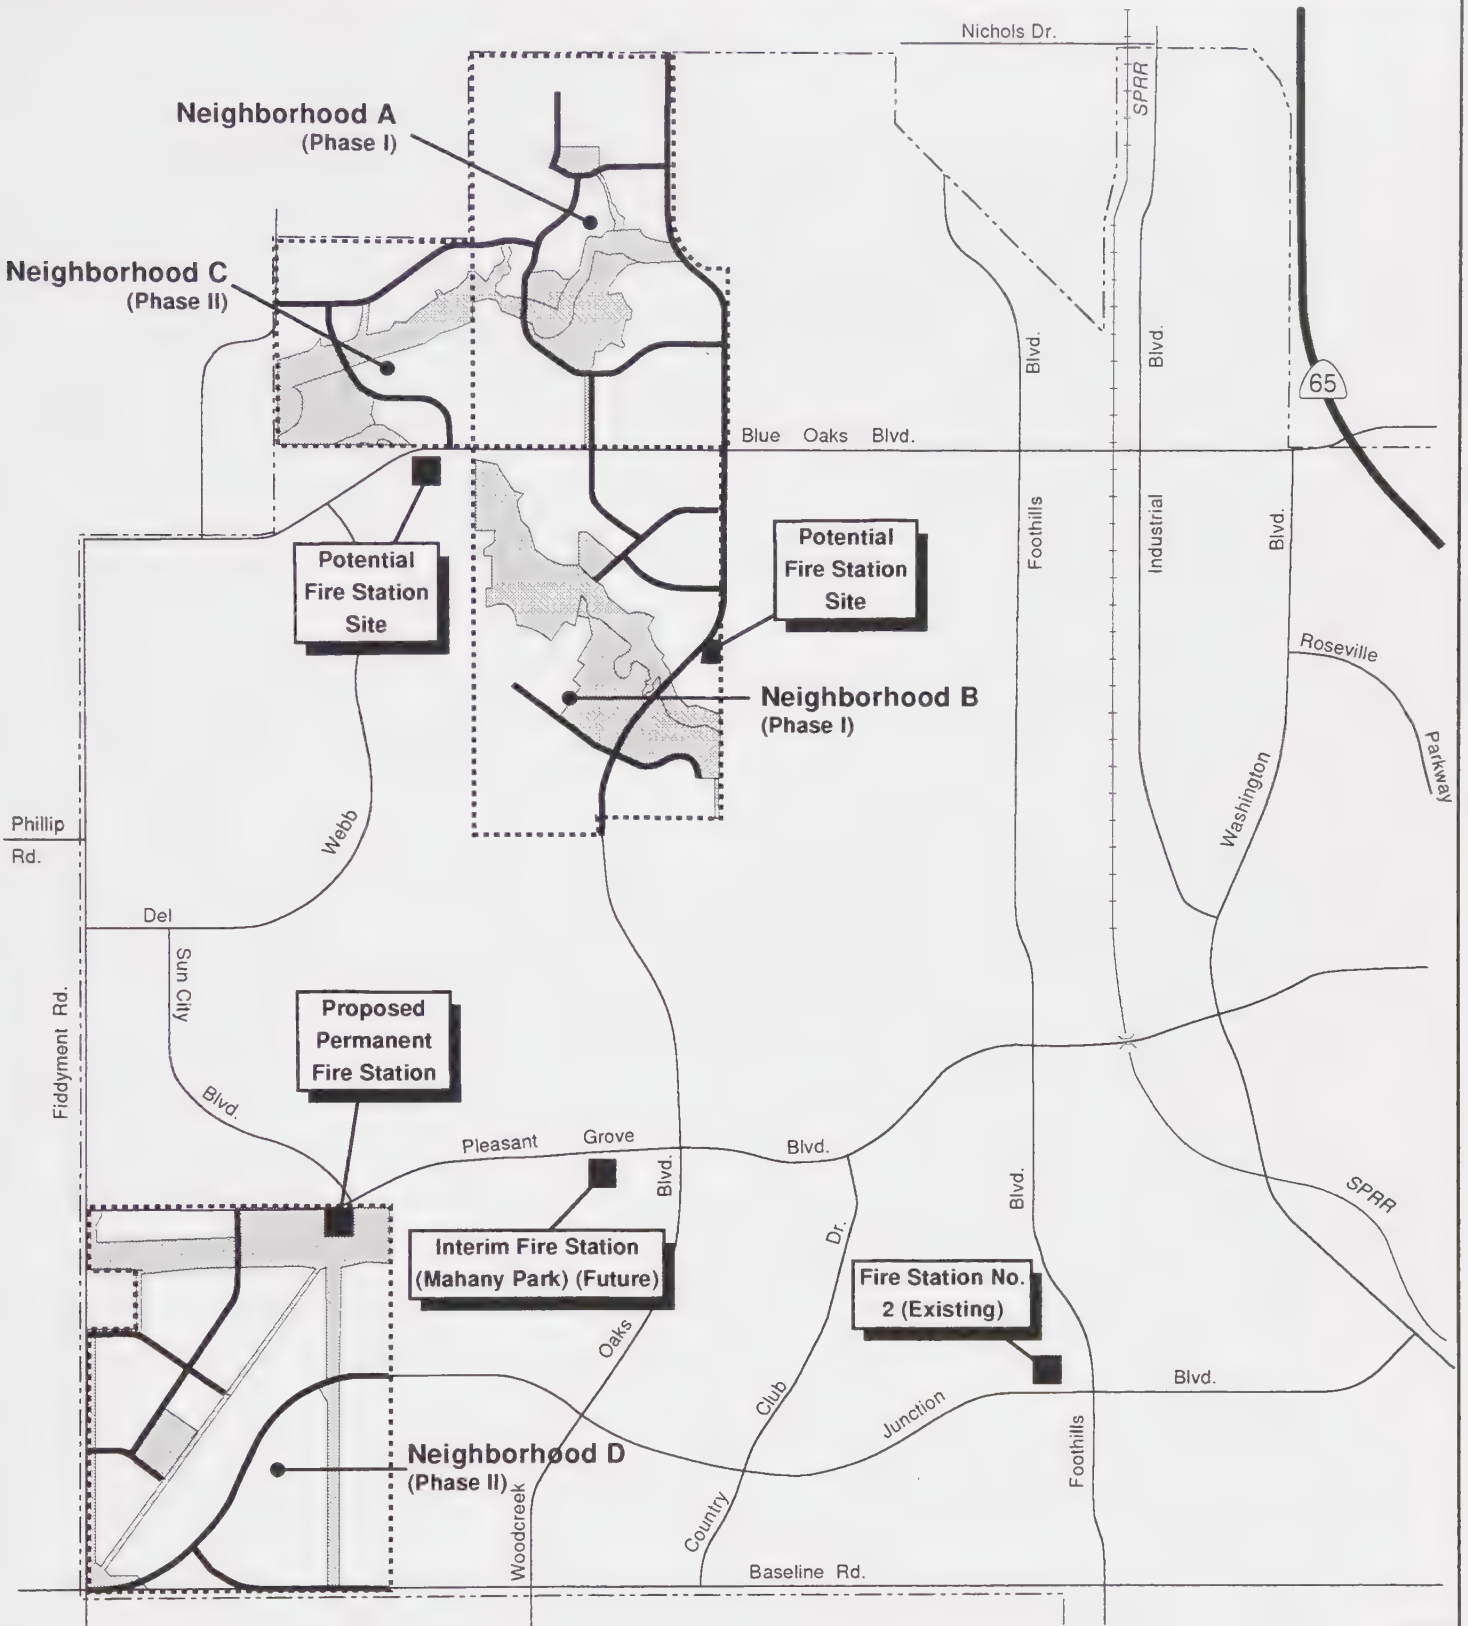 Nichols Dr.
SPRR
Neighborhood A
(Phase I)
Neighborhood C
(Phase II)
Blvd.
Blvd.
65
Blue Oaks Blvd.
Foothills
Industrial
Blvd.
Potential
Fire Station
Site
Potential
Fire Station
Site
Roseville
Parkway
Neighborhood B
(Phase I)
Washington
Webb
Phillip
Rd.
Del
Sun City
Fiddyment Rd.
Proposed
Permanent
Fire Station
Blvd.
Pleasant Grove Blvd.
Blvd.
Blvd.
SPRR
Dr.
Interim Fire Station
(Mahany Park) (Future)
Fire Station No.
2 (Existing)
Oaks
Club
Junction
Blvd.
Foothills
Neighborhood D
(Phase II)
Woodcreek
Country
Baseline Rd.